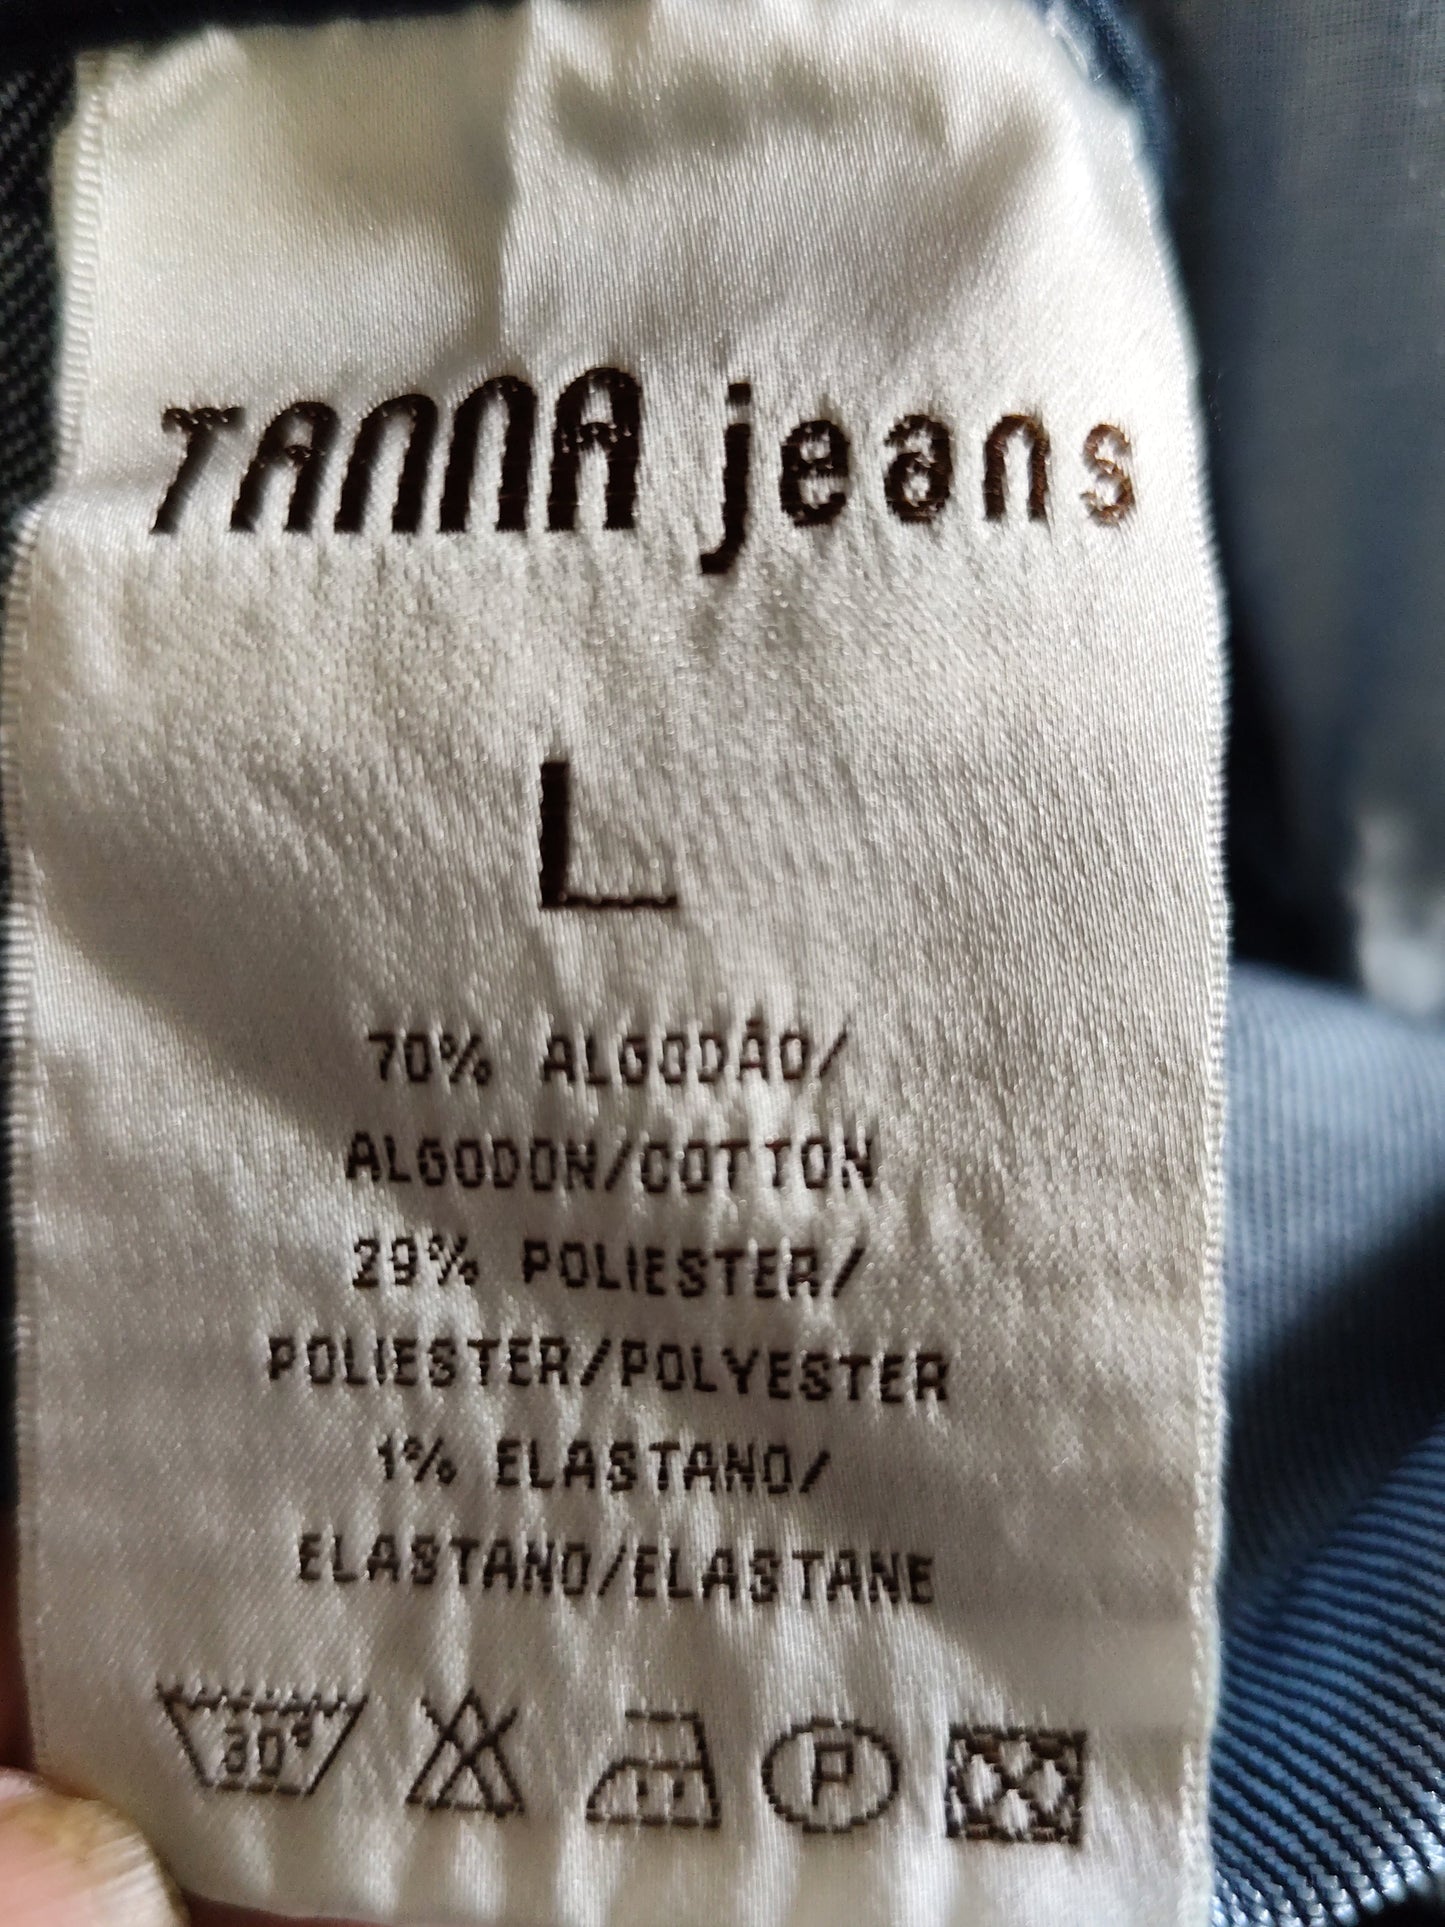 TANNA jeans
L
70% ALGODÃO/
ALGODON/COTTON
29% POLIESTER/
POLIESTER/POLYESTER
1% ELASTANO/
ELASTANO/ELASTANE
30° P